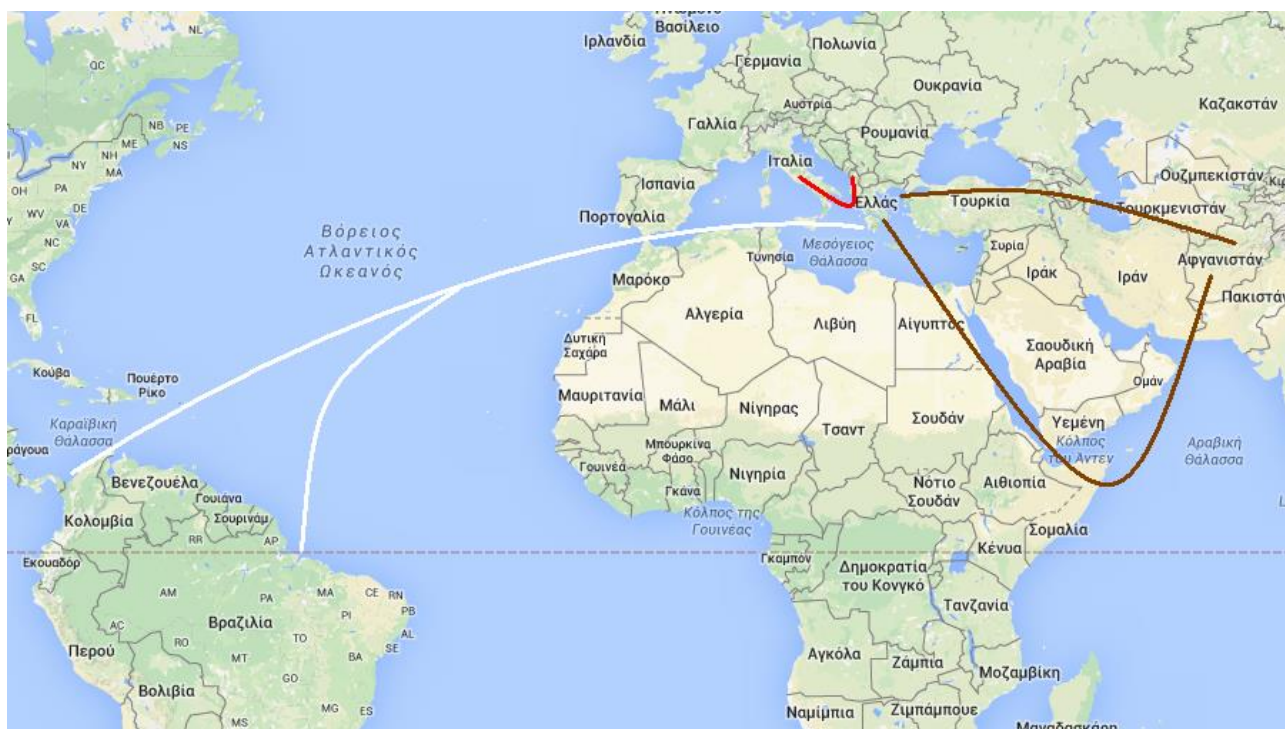 NL
Ηνωμένο
Βασίλειο
Ιρλανδία
Πολωνία
Γερμανία
QC
Ουκρανία
Αυστρία
Καζακστάν
NB
PE
Γαλλία
Ρουμανία
ME
NS
NY
NH
MA
Ιταλία
Ουζμπεκιστάν
Ισπανία
OH
PA
DE
Ελλάς
Τουρκία
Τουρκμενιστάν
WV
VA
Πορτογαλία
NC
Βόρειος
Ατλαντικός
Ωκεανός
Μεσόγειος
Θάλασσα
Συρία
Αφγανιστάν
SC
Τυνησία
Ιράκ
Ιράν
GA
Μαρόκο
Πακιστάν
FL
Αλγερία
Λιβύη
Αίγυπτος
Δυτική
Σαχάρα
Σαουδική
Αραβία
Κούβα
Πουέρτο
Ρίκο
Ομάν
Μαυριτανία
Μάλι
Νίγηρας
Σουδάν
Καραϊβική
Θάλασσα
Τσαντ
Υεμένη
ράγουα
Μπουρκίνα
Φάσο
Κόλπος
του Άντεν
Αραβική
Θάλασσα
Γουινέα
Νιγηρία
Βενεζουέλα
Γκάνα
Νότιο
Σουδάν
Αιθιοπία
Γουιάνα
Κολομβία
Σουρινάμ
Κόλπος της
Γουινέας
Σομαλία
RR
AP
Εκουαδόρ
Γκαμπόν
Κένυα
Δημοκρατία
του Κονγκό
AM
PA
MA
CE
RN
Τανζανία
PI
PB
AC
Βραζιλία
TO
AL
RO
SE
Περού
MT
BA
Αγκόλα
Ζάμπια
Μοζαμβίκη
GO
Βολιβία
MG
ES
Ναμίμπια
Ζιμπάμπουε
MS
Μαδαγασκάρη